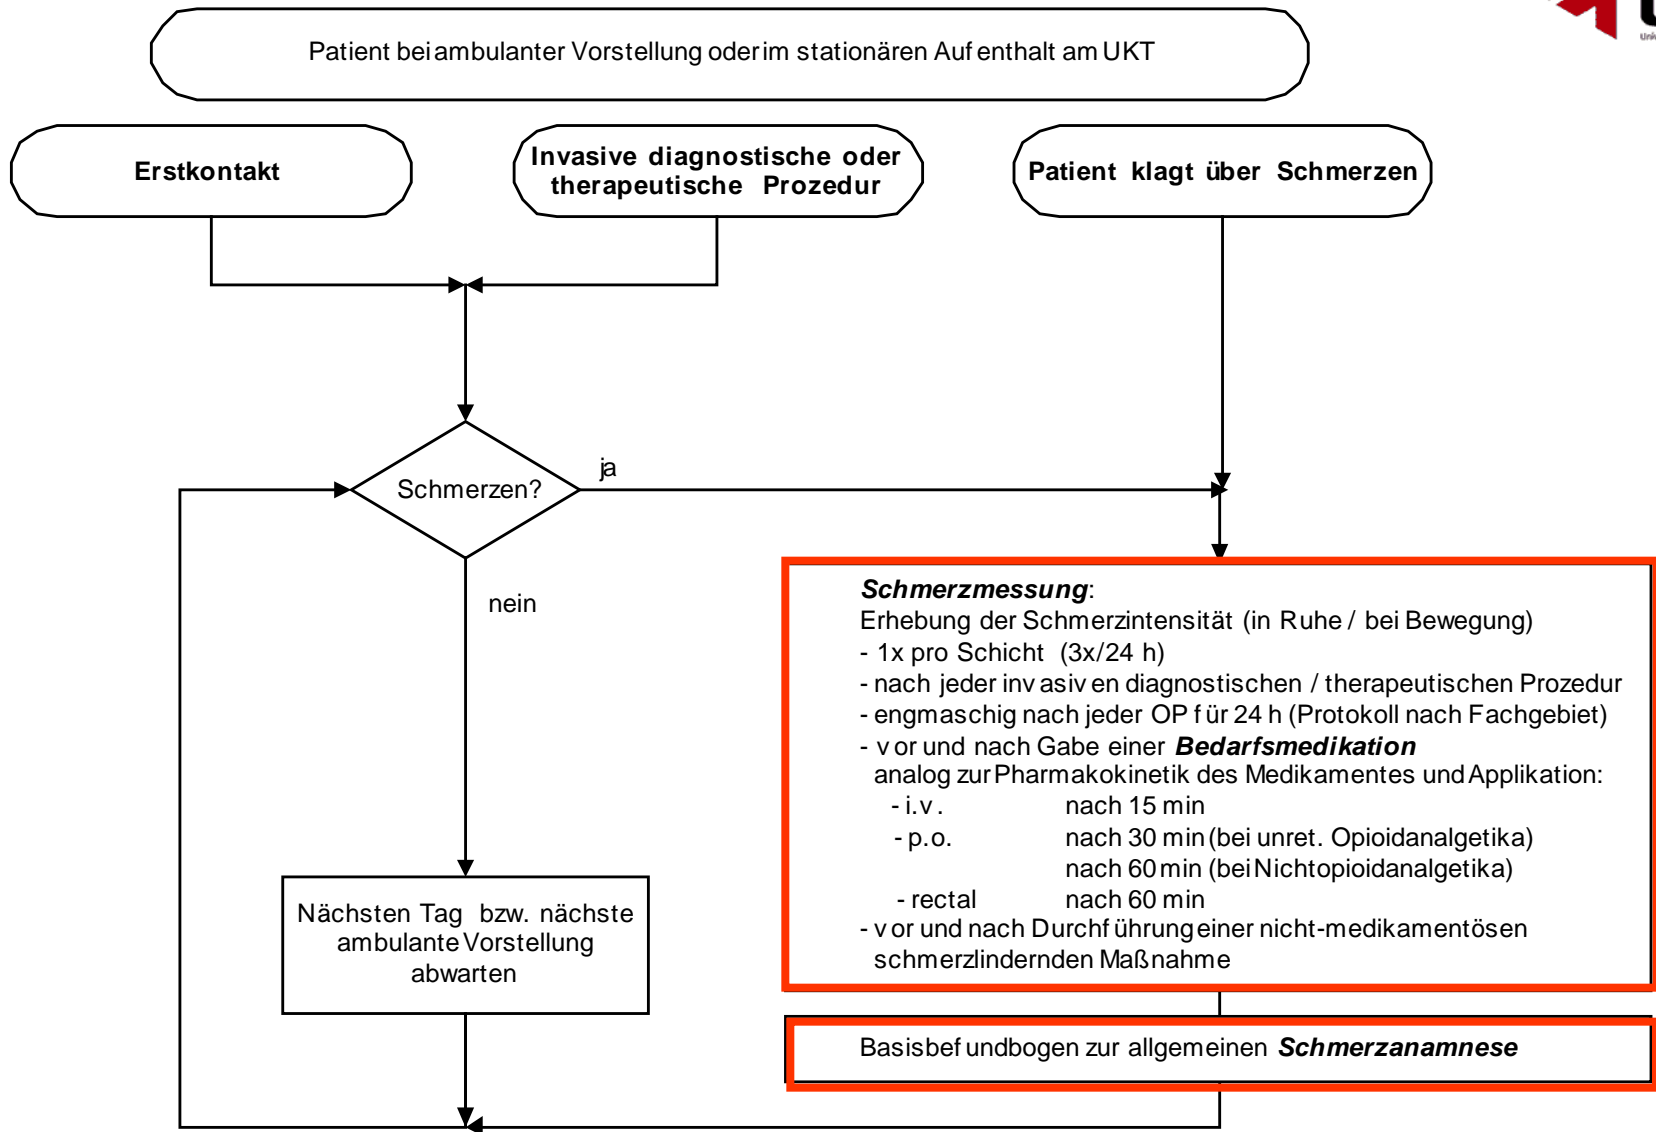 Patient bei ambulanter Vorstellung oder im stationären Aufenthalt am UKT
Erstkontakt
Invasive diagnostische oder
therapeutische Prozedur
Patient klagt über Schmerzen
Schmerzen?
ja
nein
Schmerzmessung:
Erhebung der Schmerzintensität (in Ruhe / bei Bewegung)
- 1x pro Schicht (3x/24 h)
- nach jeder invasiven diagnostischen / therapeutischen Prozedur
- engmaschig nach jeder OP für 24 h (Protokoll nach Fachgebiet)
- vor und nach Gabe einer Bedarfsmedikation
analog zur Pharmakokinetik des Medikamentes und Applikation:
- i.v. nach 15 min
- p.o. nach 30 min (bei unret. Opioidanalgetika)
nach 60 min (bei Nichtopioidanalgetika)
- rectal nach 60 min
- vor und nach Durchführung einer nicht-medikamentösen
schmerzlindernden Maßnahme
Nächsten Tag bzw. nächste
ambulante Vorstellung
abwarten
Basisbefundbogen zur allgemeinen Schmerzanamnese